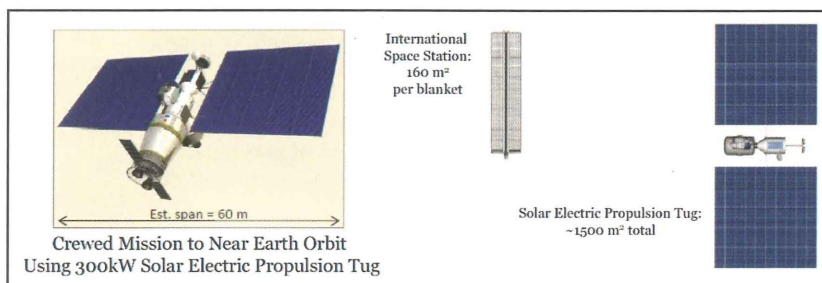 Est. span = 60 m
Crewed Mission to Near Earth Orbit
Using 300kW Solar Electric Propulsion Tug
International
Space Station:
160 m²
per blanket
Solar Electric Propulsion Tug:
~1500 m² total